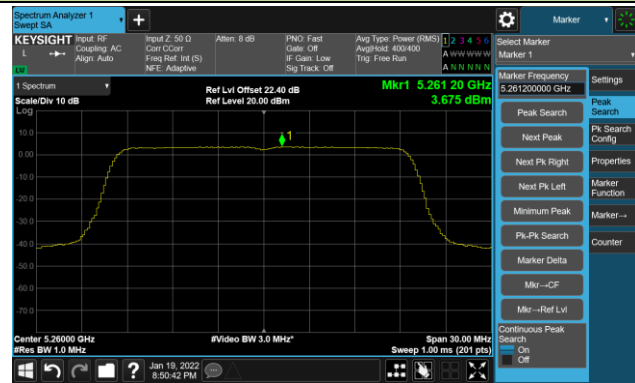 Spectrum Analyzer 1
Swept SA
Marker
KEYSIGHT
L
LW
Input: RF
Coupling: AC
Align: Auto
Input Z: 50 Ω
Corr CCorr
Freq Ref: Int (S)
NFE: Adaptive
Atten: 8 dB
PNO: Fast
Gate: Off
IF Gain: Low
Sig Track: Off
Avg Type: Power (RMS)
Avg|Hold: 400/400
Trig: Free Run
1 2 3 4 5 6
A W W W W W
A N N N N N
Select Marker
Marker 1
1 Spectrum
Scale/Div 10 dB
Log
Ref Lvl Offset 22.40 dB
Ref Level 20.00 dBm
Mkr1 5.261 20 GHz
3.675 dBm
1
10.0
0.00
-10.0
-20.0
-30.0
-40.0
-50.0
-60.0
-70.0
Center 5.26000 GHz
#Res BW 1.0 MHz
#Video BW 3.0 MHz*
Span 30.00 MHz
Sweep 1.00 ms (201 pts)
Marker Frequency
5.261200000 GHz
Peak Search
Next Peak
Next Pk Right
Next Pk Left
Minimum Peak
Pk-Pk Search
Marker Delta
Mkr→CF
Mkr→Ref Lvl
Continuous Peak
Search
On
Off
Settings
Peak
Search
Pk Search
Config
Properties
Marker
Function
Marker→
Counter
?
Jan 19, 2022
8:50:42 PM